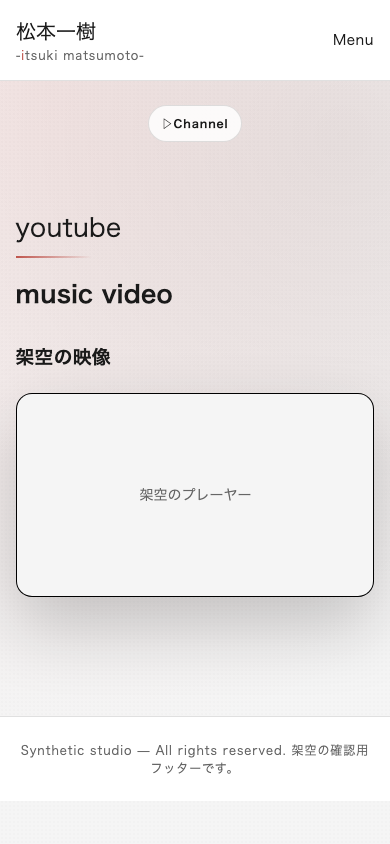 松本一樹
-itsuki matsumoto-
Menu
▷Channel
youtube
music video
架空の映像
架空のプレーヤー
Synthetic studio — All rights reserved. 架空の確認用
フッターです。